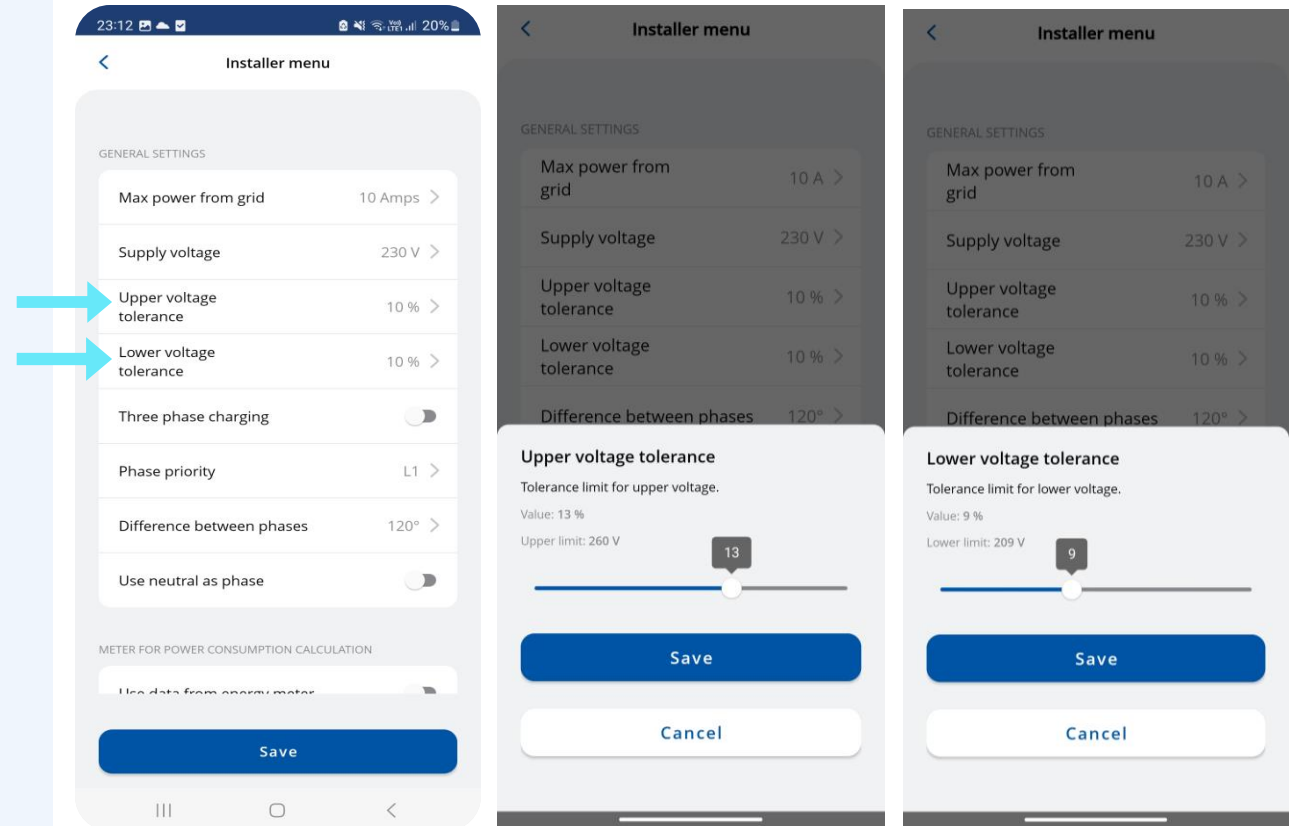 23:12
20%
Installer menu
GENERAL SETTINGS
Max power from grid
10 Amps
Supply voltage
230 V
Upper voltage
tolerance
10 %
Lower voltage
tolerance
10 %
Three phase charging
Phase priority
L1
Difference between phases
120°
Use neutral as phase
METER FOR POWER CONSUMPTION CALCULATION
Use data from energy meter
Save
Installer menu
GENERAL SETTINGS
Max power from
grid
10 A
Supply voltage
230 V
Upper voltage
tolerance
10 %
Lower voltage
tolerance
10 %
Difference between phases
120°
Upper voltage tolerance
Tolerance limit for upper voltage.
Value: 13 %
Upper limit: 260 V
13
Save
Cancel
Installer menu
GENERAL SETTINGS
Max power from
grid
10 A
Supply voltage
230 V
Upper voltage
tolerance
10 %
Lower voltage
tolerance
10 %
Difference between phases
120°
Lower voltage tolerance
Tolerance limit for lower voltage.
Value: 9 %
Lower limit: 209 V
9
Save
Cancel